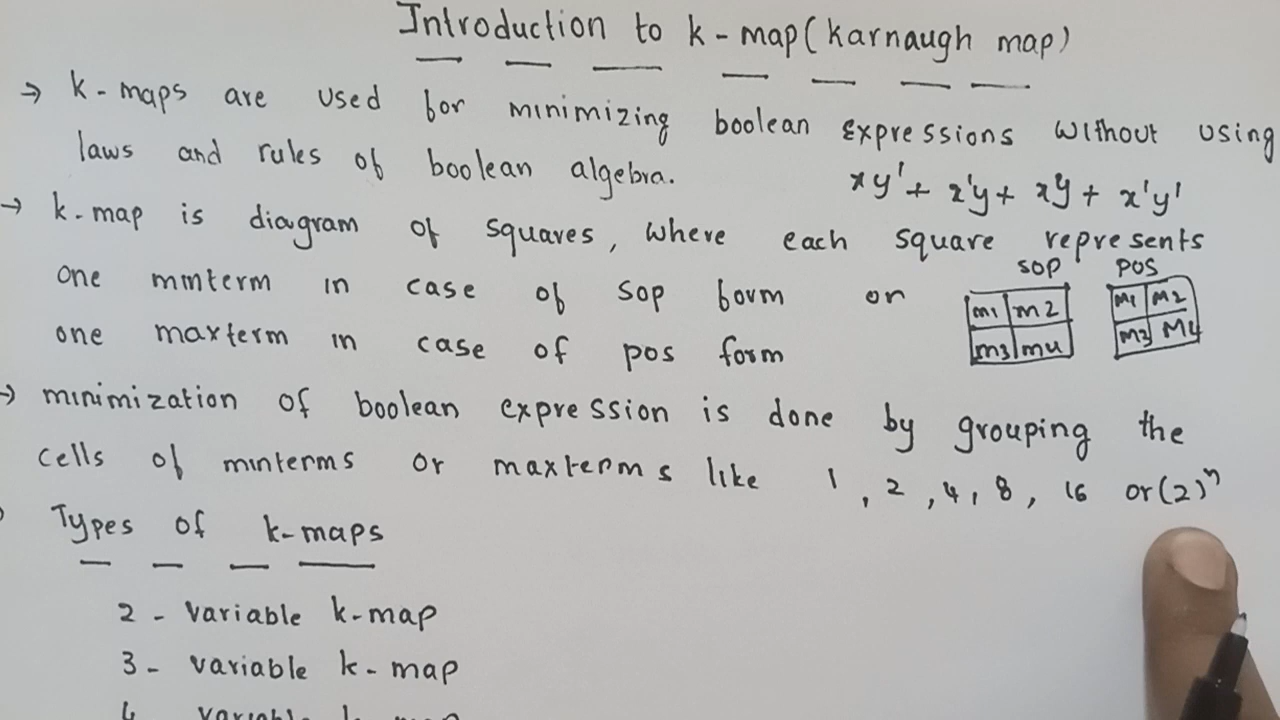 Introduction to k-map(karnaugh map)
→ k-maps are used for minimizing boolean expressions without using
laws and rules of boolean algebra.
xy'+ x'y+ xy+ x'y'
→ k-map is diagram of squares, where each square represents
SOP POS
one minterm in case of sop form or
m1 m2 M1 M2
one maxterm in case of pos form
m3 m4 M3 M4
→ minimization of boolean expression is done by grouping the
cells of minterms or maxterms like 1, 2, 4, 8, 16 or (2)ⁿ
Types of k-maps
2 - variable k-map
3 - variable k-map
4 variable k-map